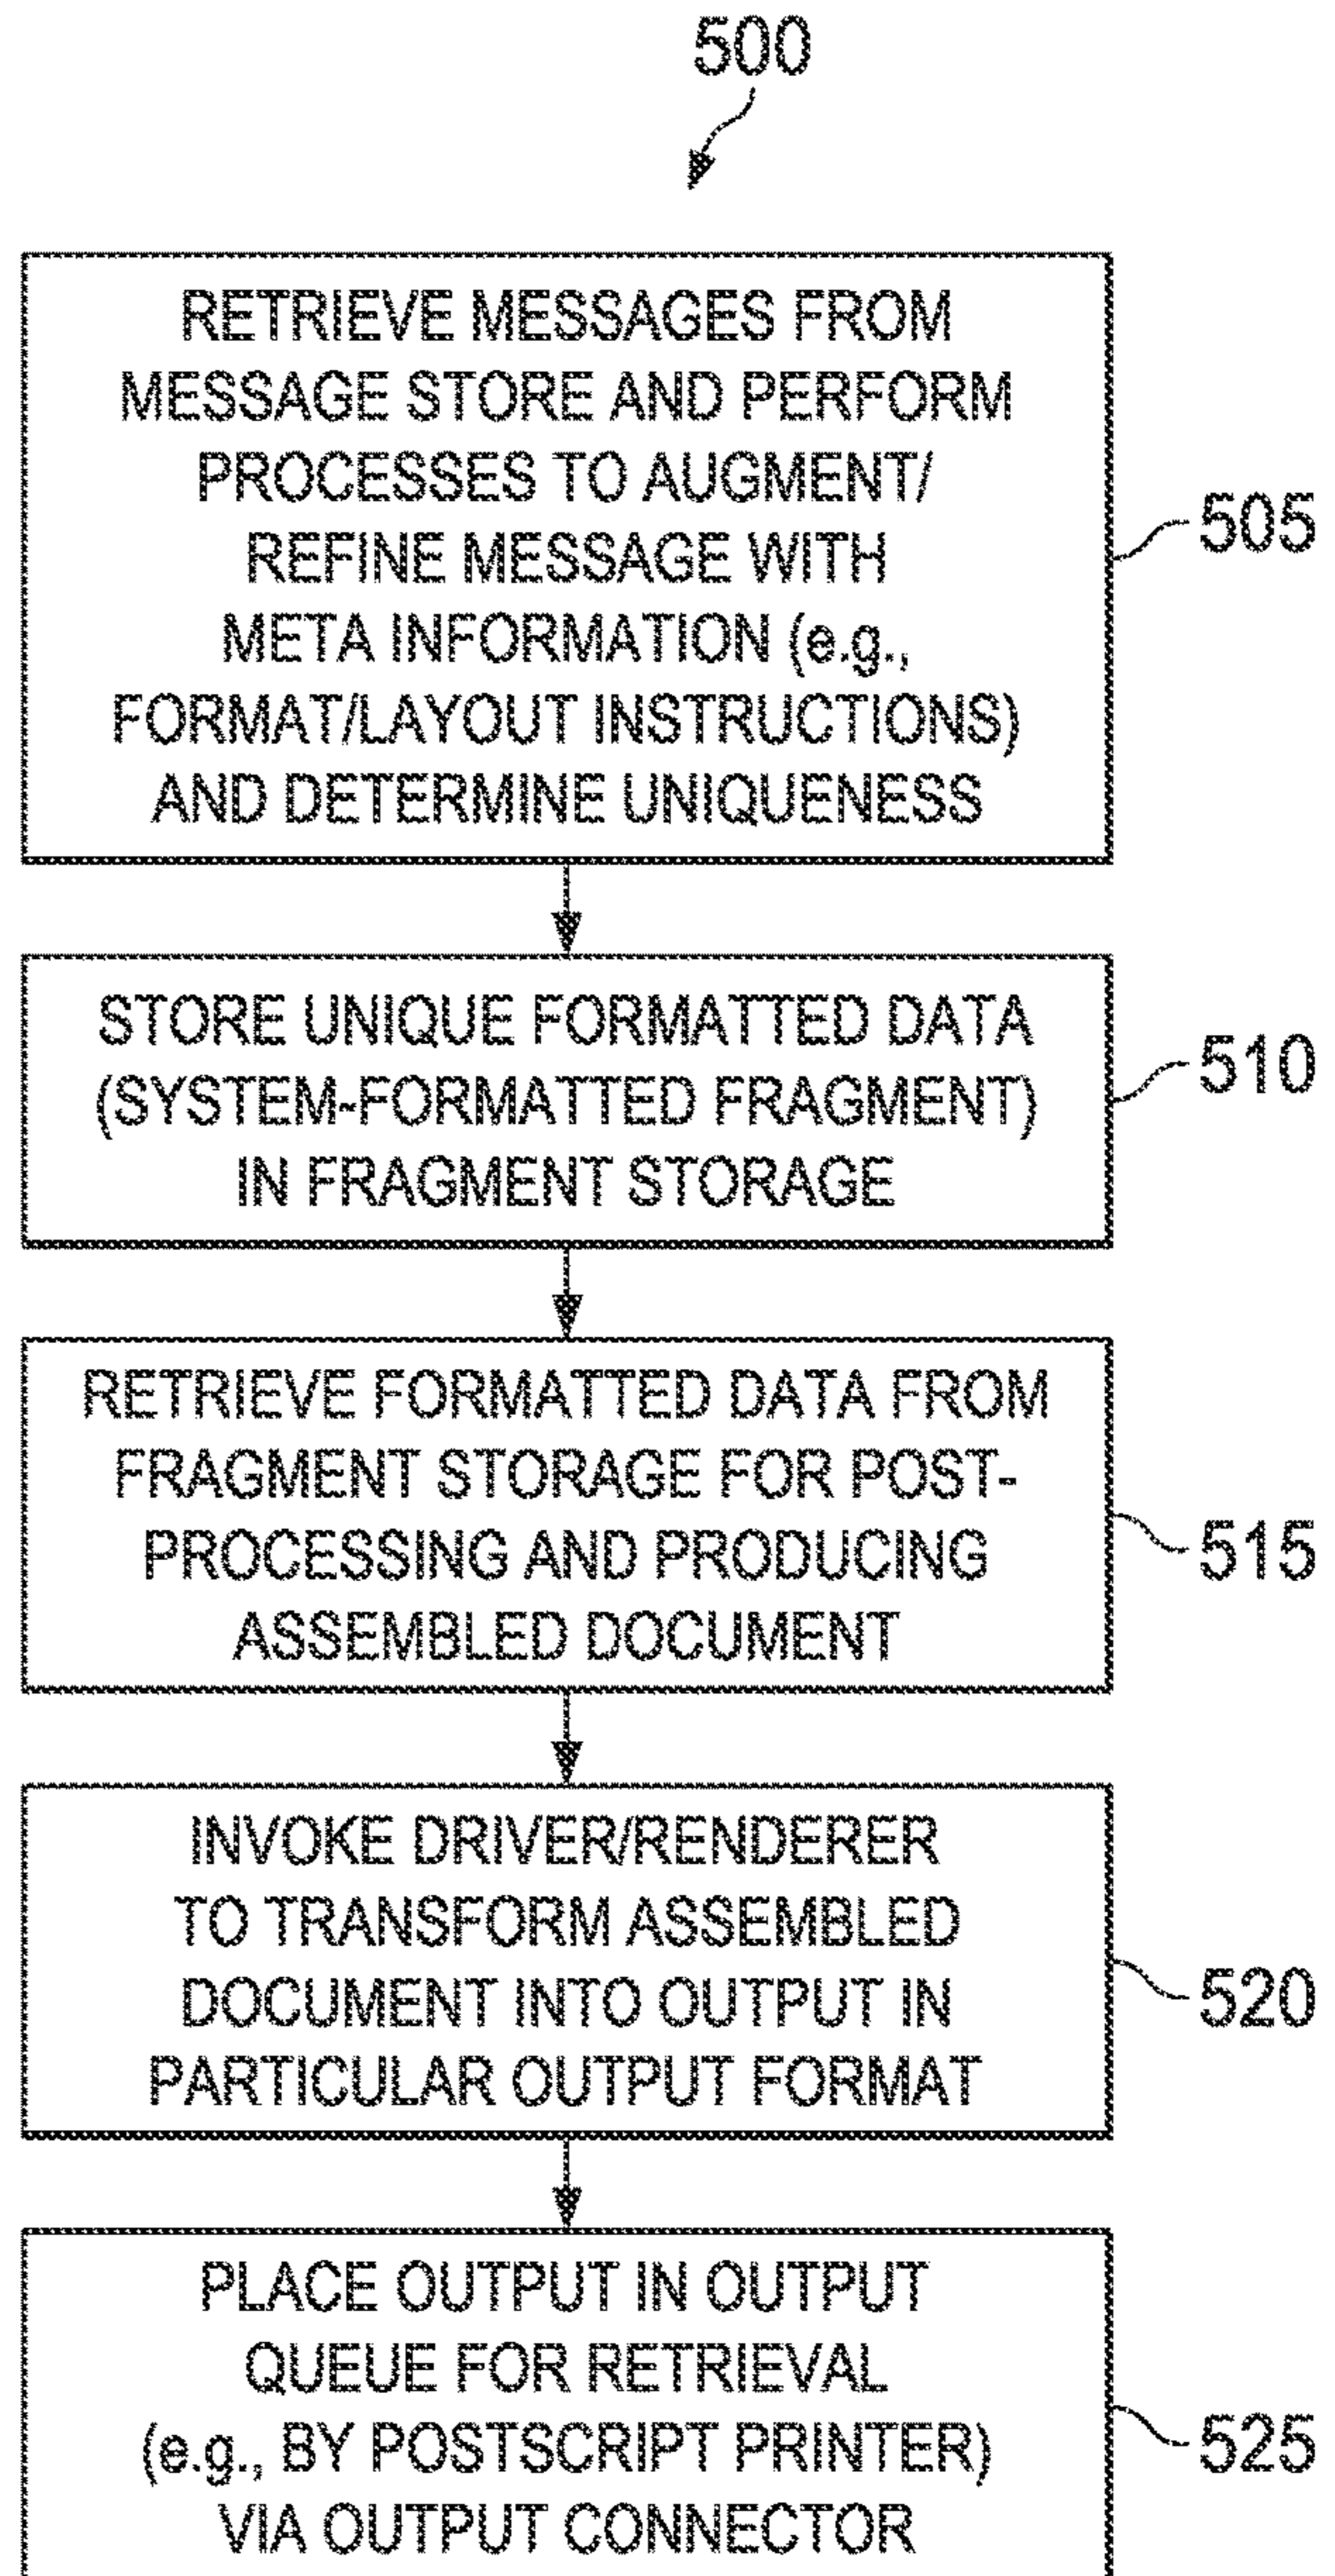 500
RETRIEVE MESSAGES FROM
MESSAGE STORE AND PERFORM
PROCESSES TO AUGMENT/
REFINE MESSAGE WITH
META INFORMATION (e.g.,
FORMAT/LAYOUT INSTRUCTIONS)
AND DETERMINE UNIQUENESS
505
STORE UNIQUE FORMATTED DATA
(SYSTEM-FORMATTED FRAGMENT)
IN FRAGMENT STORAGE
510
RETRIEVE FORMATTED DATA FROM
FRAGMENT STORAGE FOR POST-
PROCESSING AND PRODUCING
ASSEMBLED DOCUMENT
515
INVOKE DRIVER/RENDERER
TO TRANSFORM ASSEMBLED
DOCUMENT INTO OUTPUT IN
PARTICULAR OUTPUT FORMAT
520
PLACE OUTPUT IN OUTPUT
QUEUE FOR RETRIEVAL
(e.g., BY POSTSCRIPT PRINTER)
VIA OUTPUT CONNECTOR
525